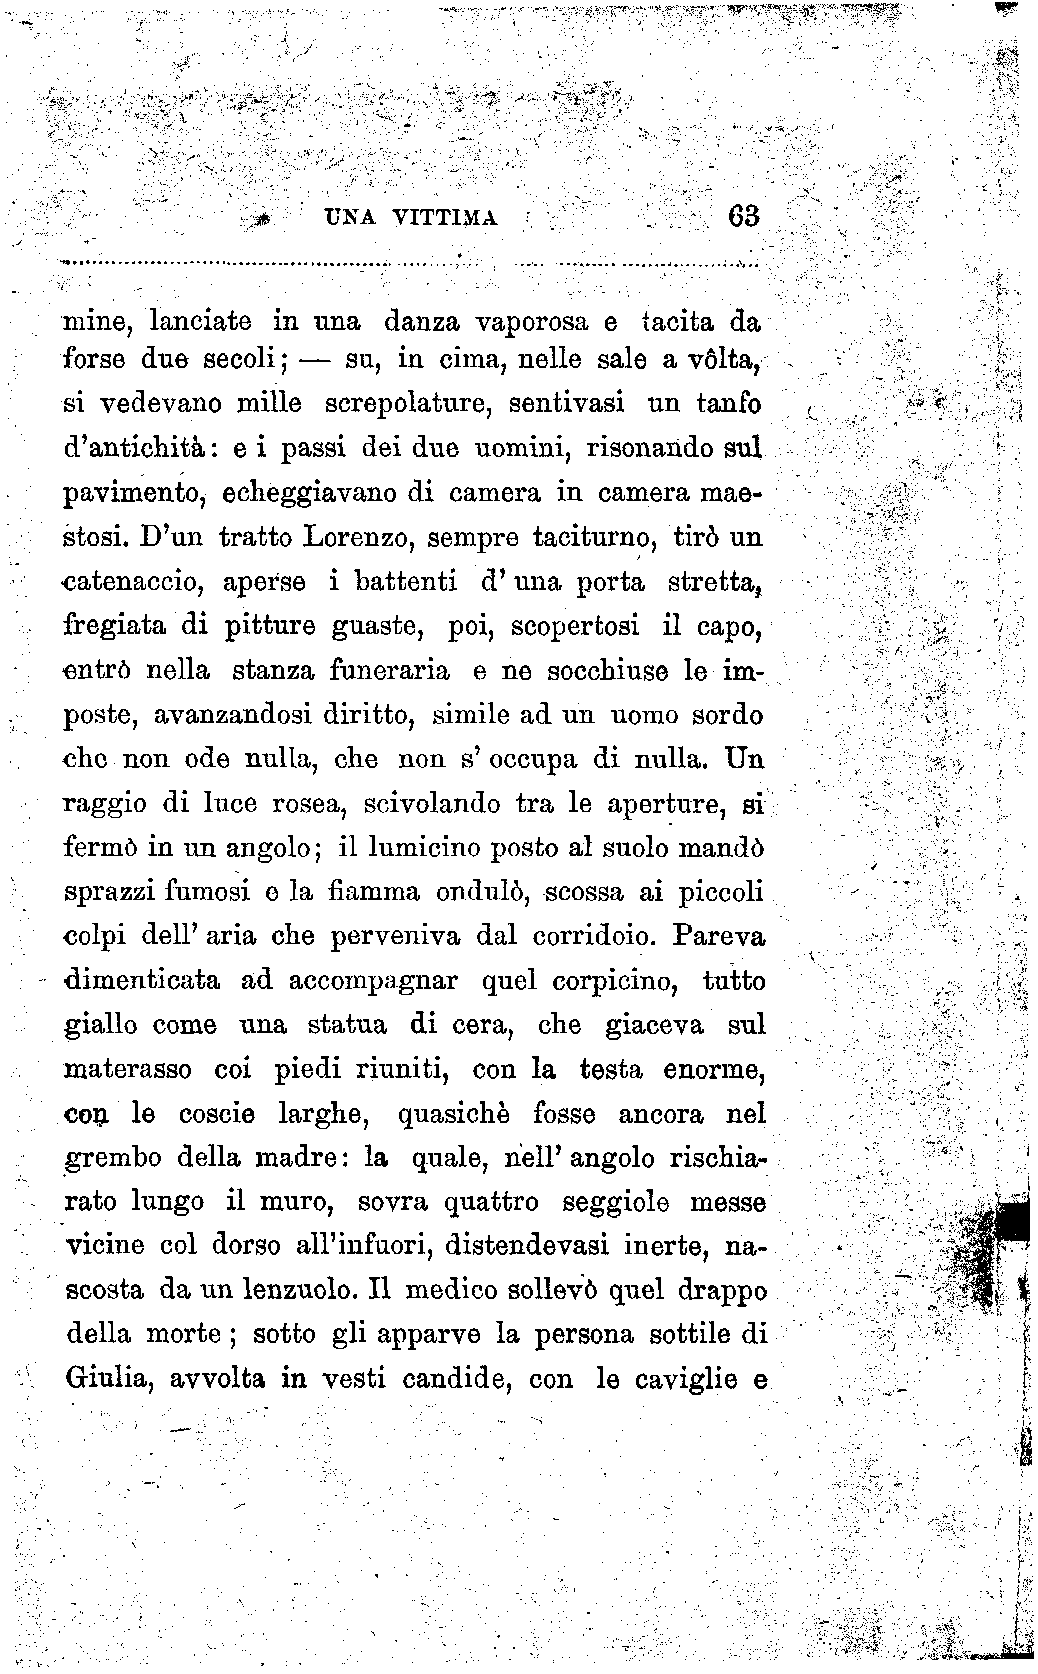 UNA VITTIMA 63
mine, lanciate in una danza vaporosa e tacita da
forse due secoli; — su, in cima, nelle sale a vôlta,
si vedevano mille screpolature, sentivasi un tanfo
d'antichità: e i passi dei due uomini, risonando sul
pavimento, echeggiavano di camera in camera mae-
stosi. D'un tratto Lorenzo, sempre taciturno, tirò un
catenaccio, aperse i battenti d' una porta stretta,
fregiata di pitture guaste, poi, scopertosi il capo,
entrò nella stanza funeraria e ne socchiuse le im-
poste, avanzandosi diritto, simile ad un uomo sordo
che non ode nulla, che non s' occupa di nulla. Un
raggio di luce rosea, scivolando tra le aperture, si
fermò in un angolo; il lumicino posto al suolo mandò
sprazzi fumosi e la fiamma ondulò, scossa ai piccoli
colpi dell' aria che perveniva dal corridoio. Pareva
dimenticata ad accompagnar quel corpicino, tutto
giallo come una statua di cera, che giaceva sul
materasso coi piedi riuniti, con la testa enorme,
con le coscie larghe, quasichè fosse ancora nel
grembo della madre: la quale, nell' angolo rischia-
rato lungo il muro, sovra quattro seggiole messe
vicine col dorso all'infuori, distendevasi inerte, na-
scosta da un lenzuolo. Il medico sollevò quel drappo
della morte; sotto gli apparve la persona sottile di
Giulia, avvolta in vesti candide, con le caviglie e